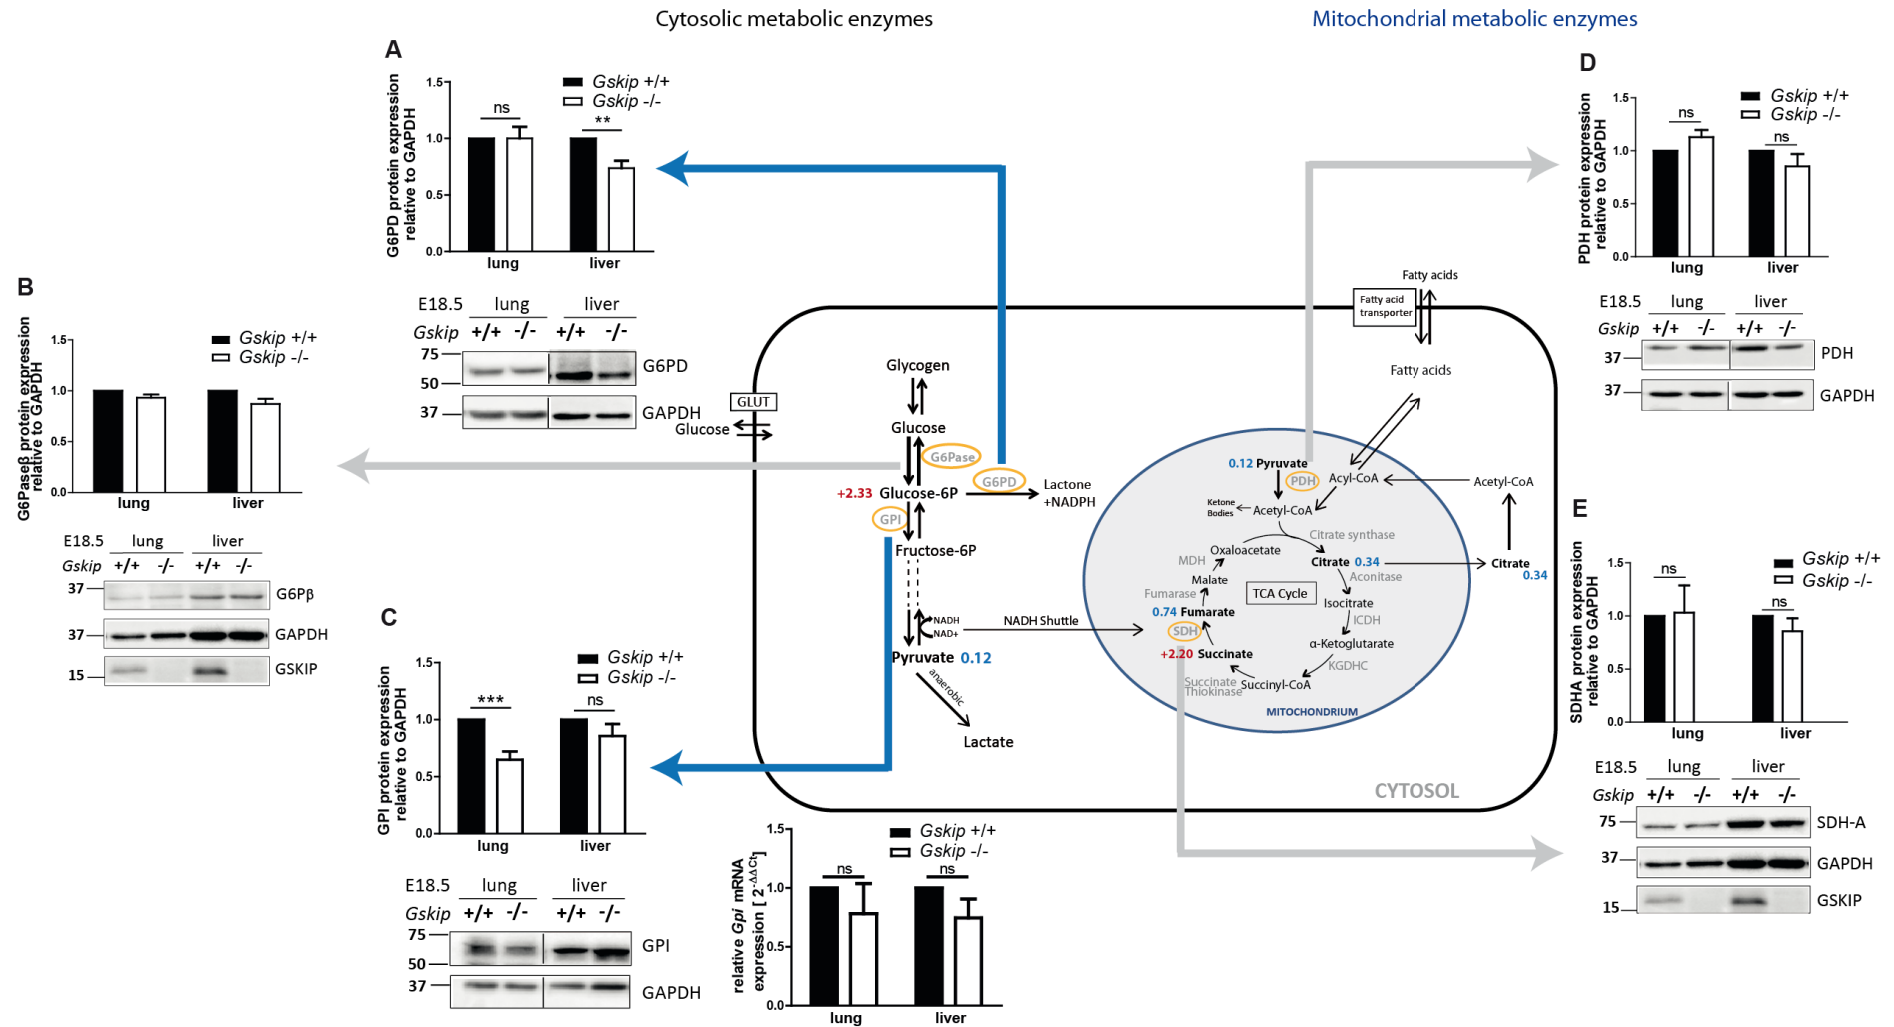 Cytosolic metabolic enzymes
Mitochondrial metabolic enzymes
A
G6PD protein expression
relative to GAPDH
1.5
1.0
0.5
0.0
Gskip +/+
Gskip -/-
ns
**
lung
liver
E18.5
lung
liver
Gskip
+/+
-/-
+/+
-/-
75
50
G6PD
37
GAPDH
B
G6Paseβ protein expression
relative to GAPDH
1.5
1.0
0.5
0.0
Gskip +/+
Gskip -/-
lung
liver
E18.5
lung
liver
Gskip
+/+
-/-
+/+
-/-
37
G6Pβ
37
GAPDH
15
GSKIP
C
GPI protein expression
relative to GAPDH
1.5
1.0
0.5
0.0
Gskip +/+
Gskip -/-
***
ns
lung
liver
E18.5
lung
liver
Gskip
+/+
-/-
+/+
-/-
75
50
GPI
37
GAPDH
relative Gpi mRNA
expression [ 2-ΔΔCt]
1.5
1.0
0.5
0.0
Gskip +/+
Gskip -/-
ns
ns
lung
liver
D
PDH protein expression
relative to GAPDH
1.5
1.0
0.5
0.0
Gskip +/+
Gskip -/-
ns
ns
lung
liver
E18.5
lung
liver
Gskip
+/+
-/-
+/+
-/-
37
PDH
37
GAPDH
E
SDHA protein expression
relative to GAPDH
1.5
1.0
0.5
0.0
Gskip +/+
Gskip -/-
ns
ns
lung
liver
E18.5
lung
liver
Gskip
+/+
-/-
+/+
-/-
75
SDH-A
37
GAPDH
15
GSKIP
GLUT
Glucose
Glycogen
Glucose
G6Pase
+2.33 Glucose-6P
G6PD
Lactone
+NADPH
GPI
Fructose-6P
NADH
NAD+
NADH Shuttle
Pyruvate 0.12
anaerobic
Lactate
Fatty acids
Fatty acid
transporter
Fatty acids
0.12 Pyruvate
PDH
Acyl-CoA
Acetyl-CoA
Ketone
Bodies
Acetyl-CoA
Citrate synthase
Oxaloacetate
MDH
Citrate 0.34
Citrate
0.34
Aconitase
Malate
Fumarase
TCA Cycle
Isocitrate
0.74 Fumarate
ICDH
SDH
α-Ketoglutarate
+2.20 Succinate
KGDHC
Succinate
Thiokinase
Succinyl-CoA
MITOCHONDRIUM
CYTOSOL